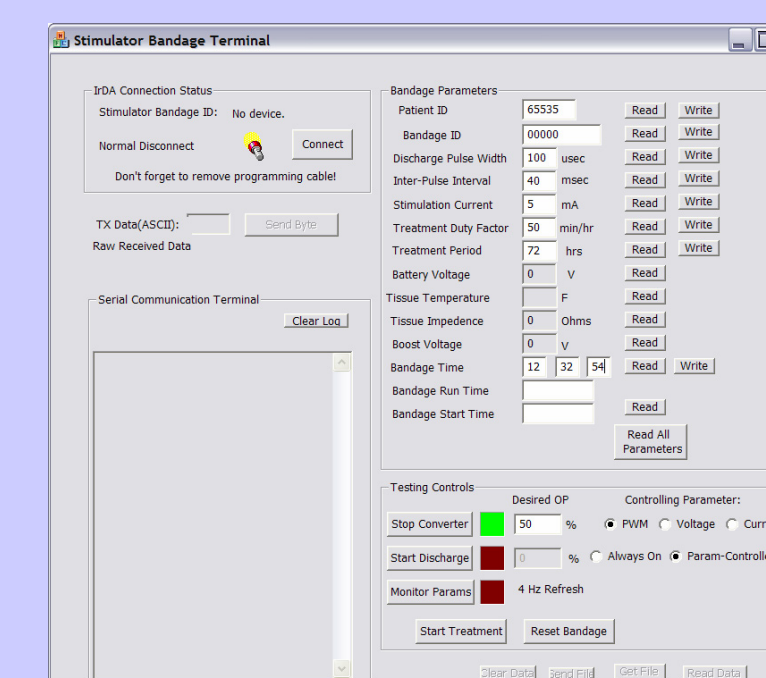 Stimulator Bandage Terminal
IrDA Connection Status
Stimulator Bandage ID: No device.
Normal Disconnect Connect
Don't forget to remove programming cable!
TX Data(ASCII): Send Byte
Raw Received Data
Serial Communication Terminal
Clear Log
Bandage Parameters
Patient ID 65535 Read Write
Bandage ID 00000 Read Write
Discharge Pulse Width 100 usec Read Write
Inter-Pulse Interval 40 msec Read Write
Stimulation Current 5 mA Read Write
Treatment Duty Factor 50 min/hr Read Write
Treatment Period 72 hrs Read Write
Battery Voltage 0 V Read
Tissue Temperature F Read
Tissue Impedence 0 Ohms Read
Boost Voltage 0 V Read
Bandage Time 12 32 54 Read Write
Bandage Run Time
Bandage Start Time Read
Read All
Parameters
Testing Controls
Desired OP Controlling Parameter:
Stop Converter 50 % PWM Voltage Curr
Start Discharge 0 % Always On Param-Controlle
Monitor Params 4 Hz Refresh
Start Treatment Reset Bandage
Clear Data Send File Get File Read Data